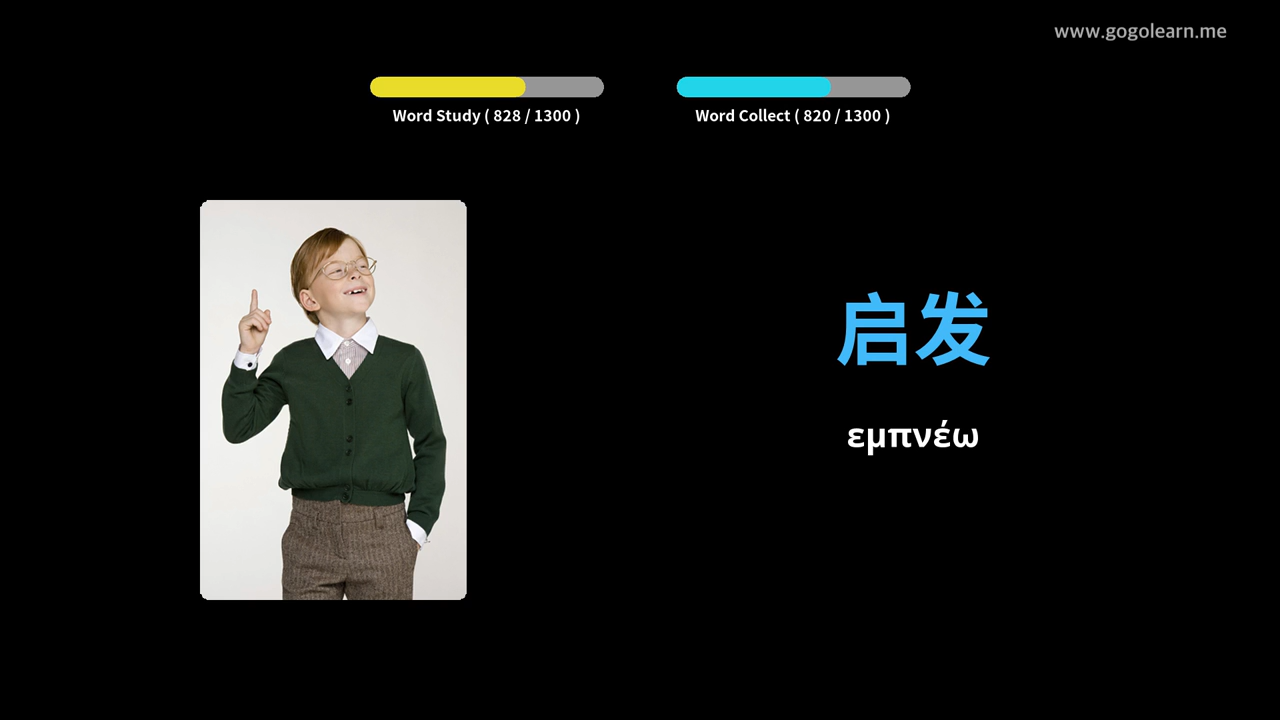 www.gogolearn.me
Word Study ( 828 / 1300 )
Word Collect ( 820 / 1300 )
启发
εμπνέω